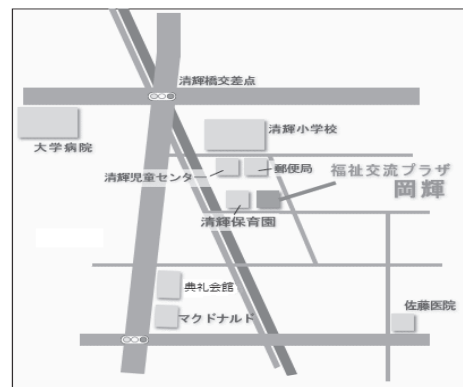 清輝橋交差点
大学病院
清輝小学校
清輝児童センター
郵便局
福祉交流プラザ
岡輝
清輝保育園
典礼会館
マクドナルド
佐藤医院